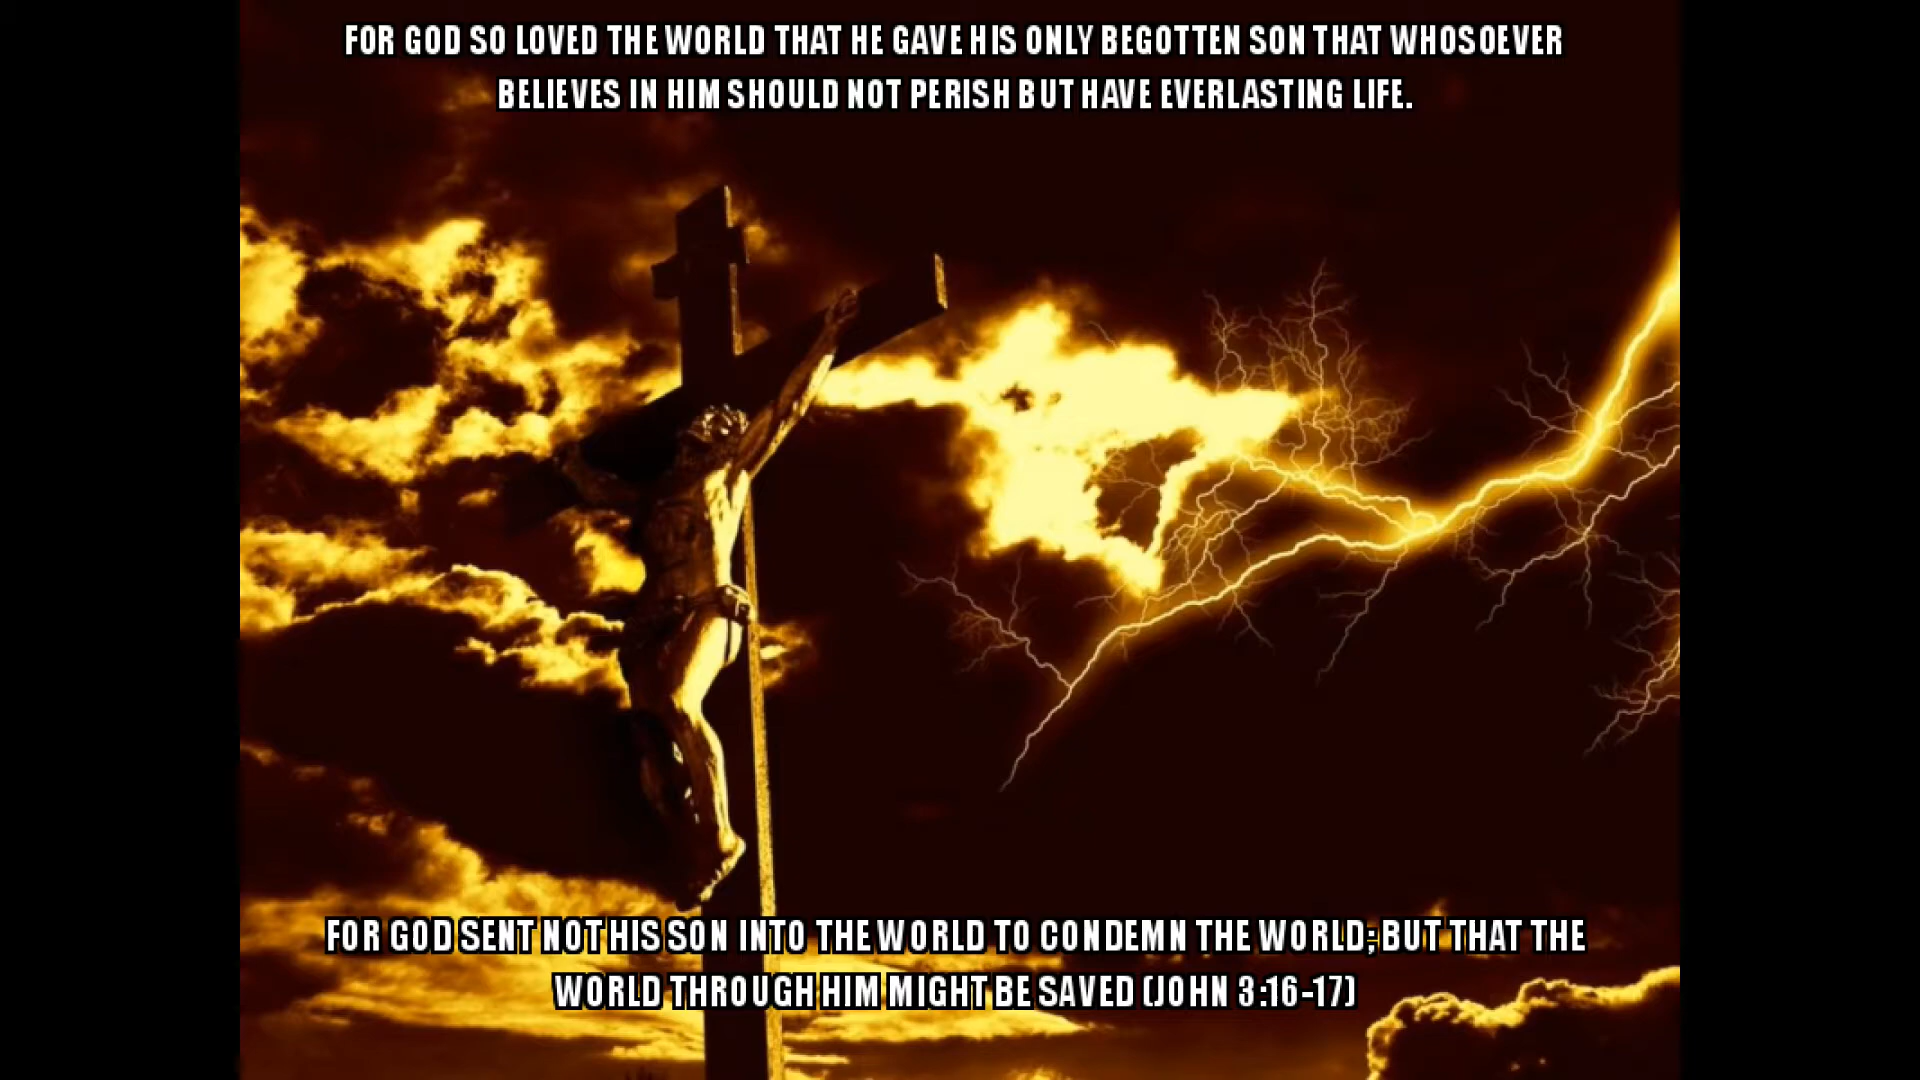 FOR GOD SO LOVED THE WORLD THAT HE GAVE HIS ONLY BEGOTTEN SON THAT WHOSOEVER
BELIEVES IN HIM SHOULD NOT PERISH BUT HAVE EVERLASTING LIFE.
FOR GOD SENT NOT HIS SON INTO THE WORLD TO CONDEMN THE WORLD; BUT THAT THE
WORLD THROUGH HIM MIGHT BE SAVED (JOHN 3:16-17)